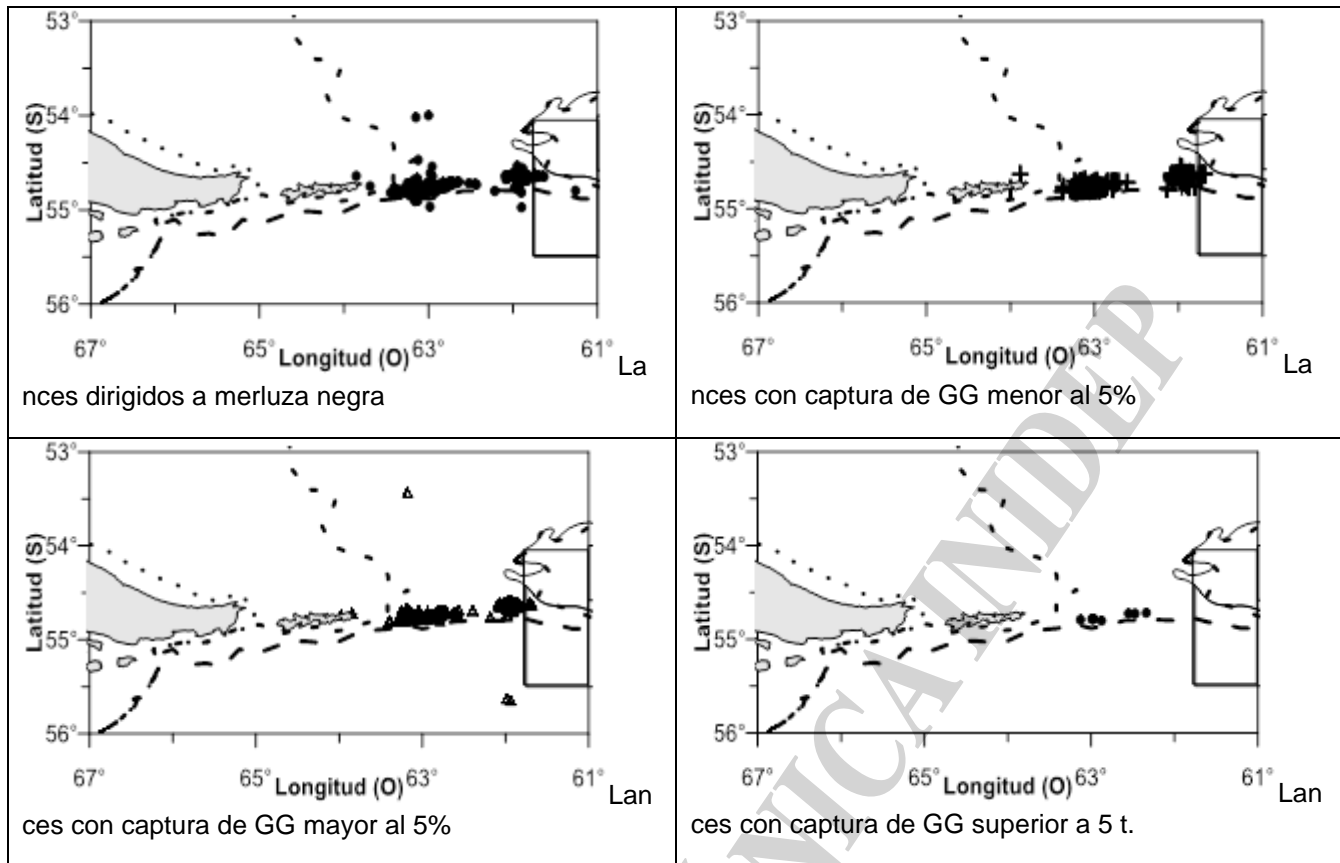 53°
54°
55°
56°
Latitud (S)
67°
65°
63°
61°
Longitud (O)
La
nces dirigidos a merluza negra
53°
54°
55°
56°
Latitud (S)
67°
65°
63°
61°
Longitud (O)
La
nces con captura de GG menor al 5%
53°
54°
55°
56°
Latitud (S)
67°
65°
63°
61°
Longitud (O)
Lan
ces con captura de GG mayor al 5%
53°
54°
55°
56°
Latitud (S)
67°
65°
63°
61°
Longitud (O)
Lan
ces con captura de GG superior a 5 t.
NICA INIDEP